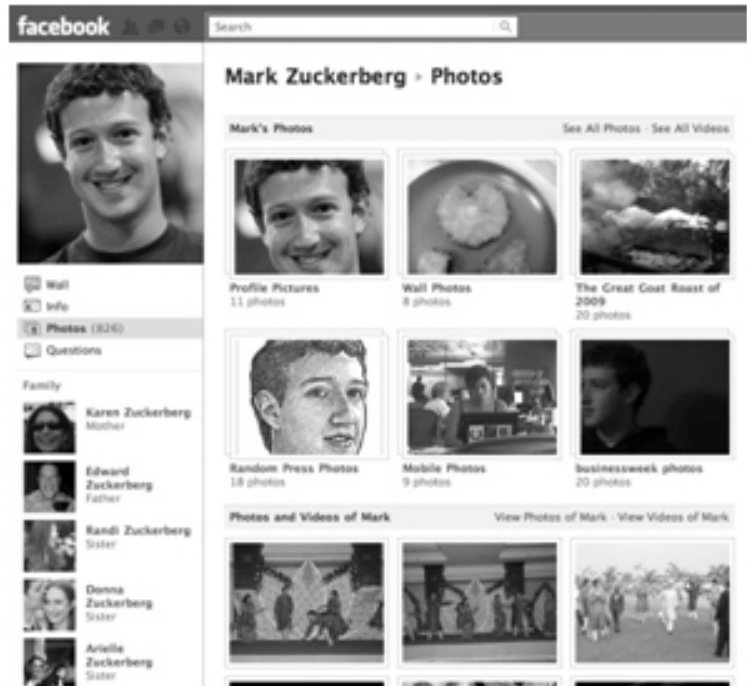 facebook
Search
Mark Zuckerberg ▸ Photos
Mark's Photos
See All Photos · See All Videos
Profile Pictures
11 photos
Wall Photos
8 photos
The Great Goat Roast of
2009
20 photos
Random Press Photos
18 photos
Mobile Photos
9 photos
businessweek photos
20 photos
Photos and Videos of Mark
View Photos of Mark · View Videos of Mark
Wall
Info
Photos (826)
Questions
Family
Karen Zuckerberg
Mother
Edward
Zuckerberg
Father
Randi Zuckerberg
Sister
Donna
Zuckerberg
Sister
Arielle
Zuckerberg
Sister